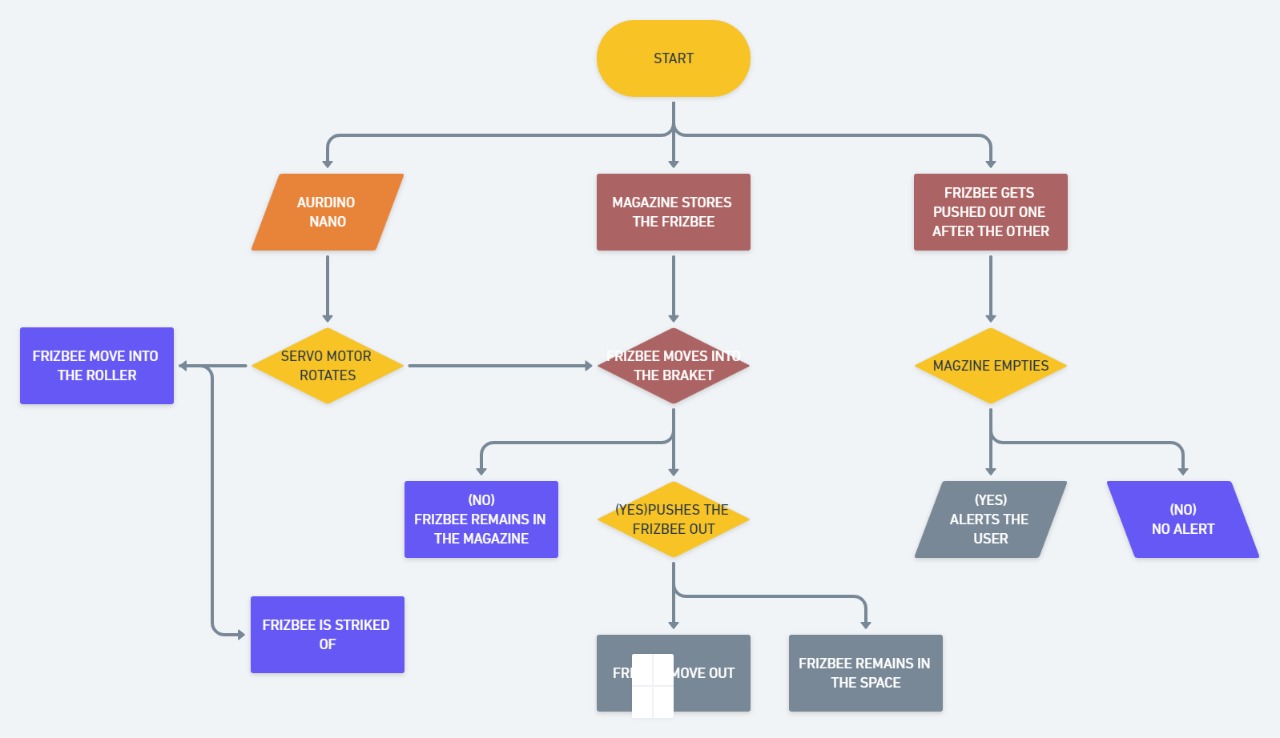 START
AURDINO
NANO
MAGAZINE STORES
THE FRIZBEE
FRIZBEE GETS
PUSHED OUT ONE
AFTER THE OTHER
FRIZBEE MOVE INTO
THE ROLLER
SERVO MOTOR
ROTATES
FRIZBEE MOVES INTO
THE BRAKET
MAGZINE EMPTIES
(NO)
FRIZBEE REMAINS IN
THE MAGAZINE
(YES)PUSHES THE
FRIZBEE OUT
(YES)
ALERTS THE
USER
(NO)
NO ALERT
FRIZBEE IS STRIKED
OF
MOVE OUT
FRIZBEE REMAINS IN
THE SPACE